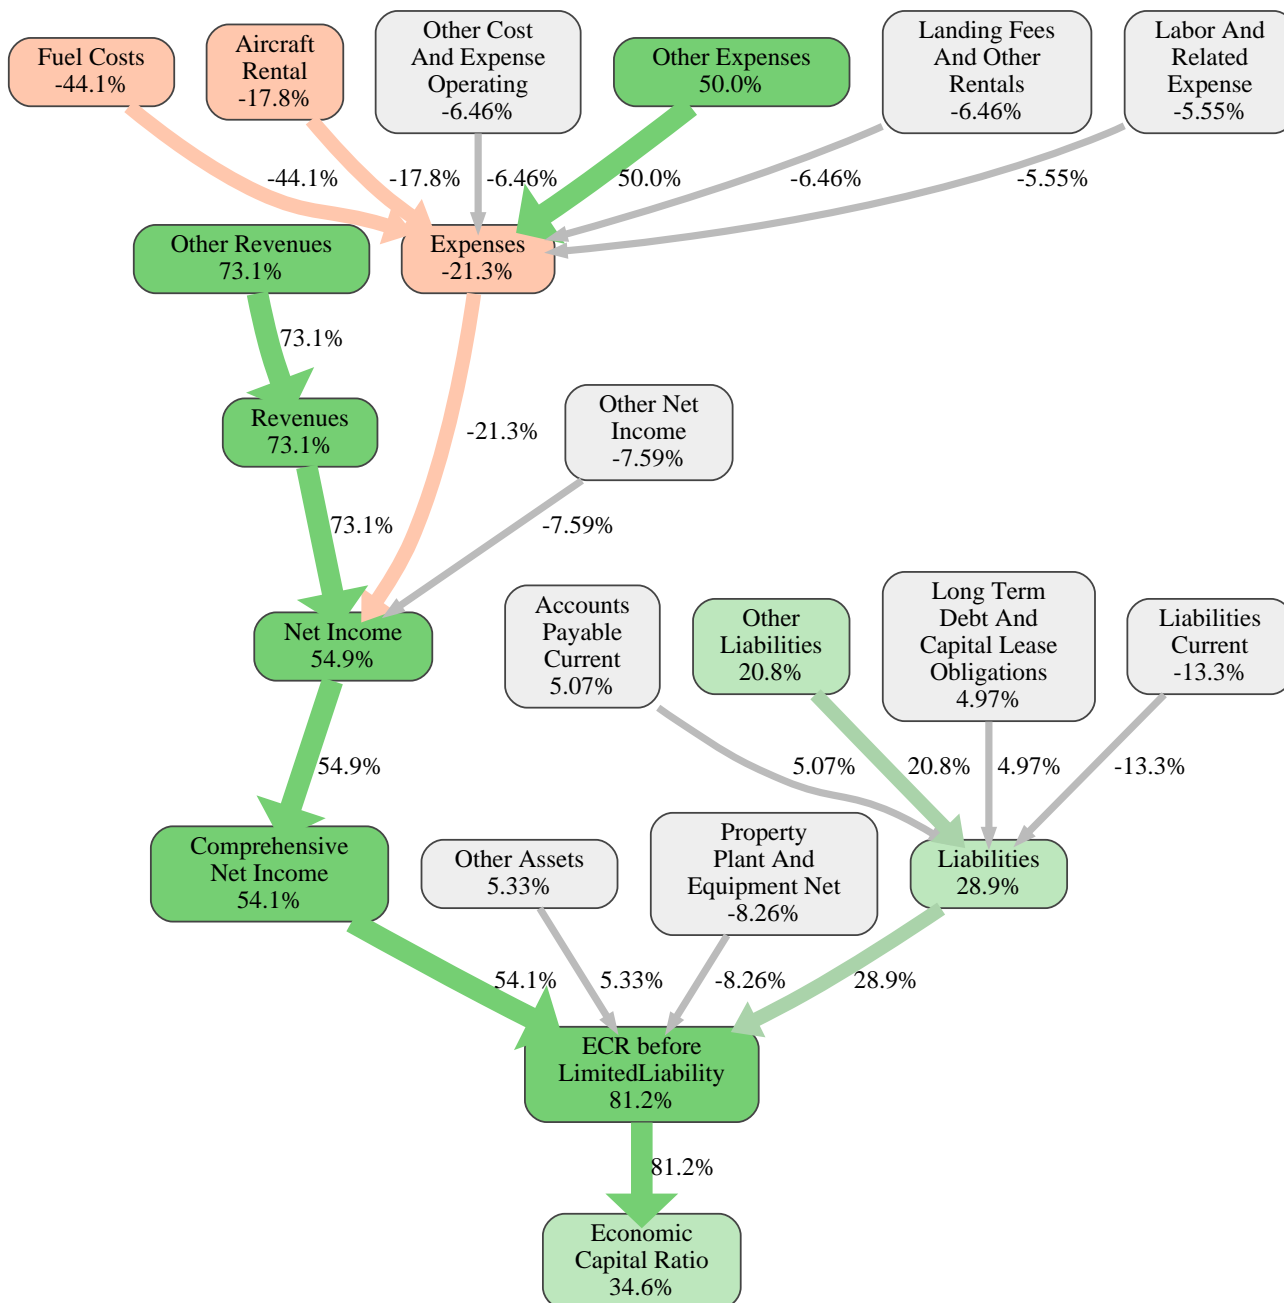 Fuel Costs
-44.1%
Aircraft
Rental
-17.8%
Other Cost
And Expense
Operating
-6.46%
Other Expenses
50.0%
Landing Fees
And Other
Rentals
-6.46%
Labor And
Related
Expense
-5.55%
-44.1%
-17.8%
-6.46%
50.0%
-6.46%
-5.55%
Other Revenues
73.1%
Expenses
-21.3%
73.1%
Revenues
73.1%
-21.3%
Other Net
Income
-7.59%
73.1%
-7.59%
Net Income
54.9%
Accounts
Payable
Current
5.07%
Other
Liabilities
20.8%
Long Term
Debt And
Capital Lease
Obligations
4.97%
Liabilities
Current
-13.3%
54.9%
5.07%
20.8%
4.97%
-13.3%
Comprehensive
Net Income
54.1%
Other Assets
5.33%
Property
Plant And
Equipment Net
-8.26%
Liabilities
28.9%
54.1%
5.33%
-8.26%
28.9%
ECR before
LimitedLiability
81.2%
81.2%
Economic
Capital Ratio
34.6%